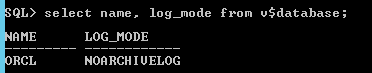 SQL> select name, log_mode from v$database;
NAME      LOG_MODE
--------- ------------
ORCL      NOARCHIVELOG